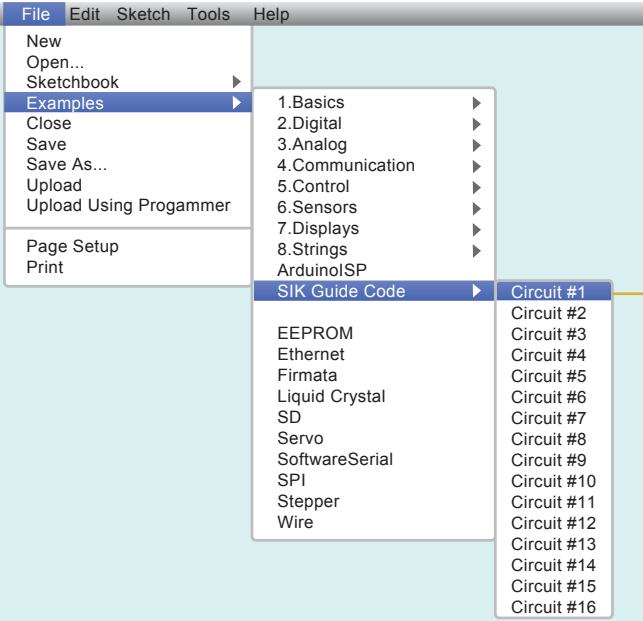 File Edit Sketch Tools Help
New
Open...
Sketchbook
Examples
Close
Save
Save As...
Upload
Upload Using Progammer
Page Setup
Print
1.Basics
2.Digital
3.Analog
4.Communication
5.Control
6.Sensors
7.Displays
8.Strings
ArduinoISP
SIK Guide Code
EEPROM
Ethernet
Firmata
Liquid Crystal
SD
Servo
SoftwareSerial
SPI
Stepper
Wire
Circuit #1
Circuit #2
Circuit #3
Circuit #4
Circuit #5
Circuit #6
Circuit #7
Circuit #8
Circuit #9
Circuit #10
Circuit #11
Circuit #12
Circuit #13
Circuit #14
Circuit #15
Circuit #16